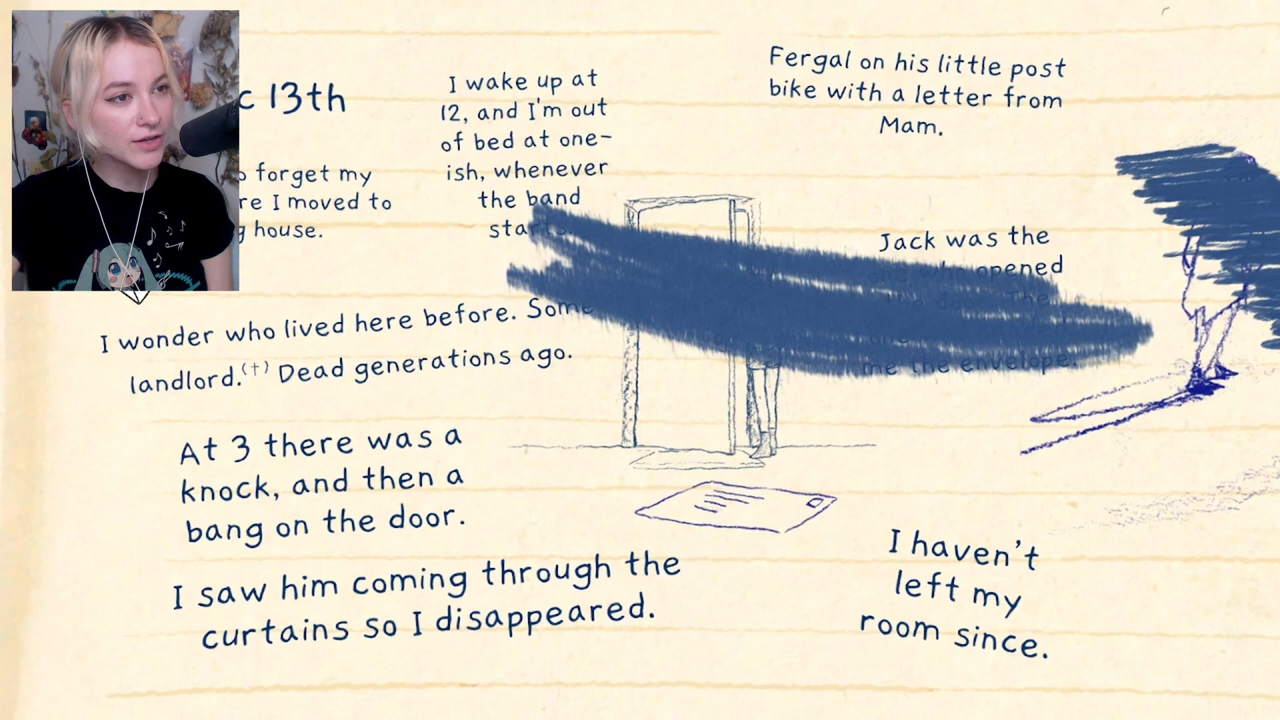 c 13th
forget my
re I moved to
g house.
I wake up at
12, and I'm out
of bed at one-
ish, whenever
the band
Fergal on his little post
bike with a letter from
Mam.
Jack was the
opened
me the envelope.
I wonder who lived here before.
landlord.(†) Dead generations ago.
At 3 there was a
knock, and then a
bang on the door.
I saw him coming through the
curtains so I disappeared.
I haven't
left my
room since.